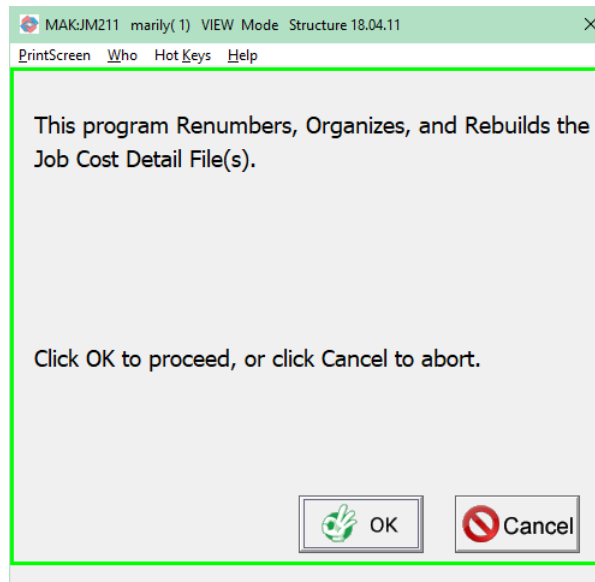 MAK:JM211 marily( 1) VIEW Mode Structure 18.04.11
PrintScreen Who Hot Keys Help
This program Renumbers, Organizes, and Rebuilds the
Job Cost Detail File(s).
Click OK to proceed, or click Cancel to abort.
OK Cancel